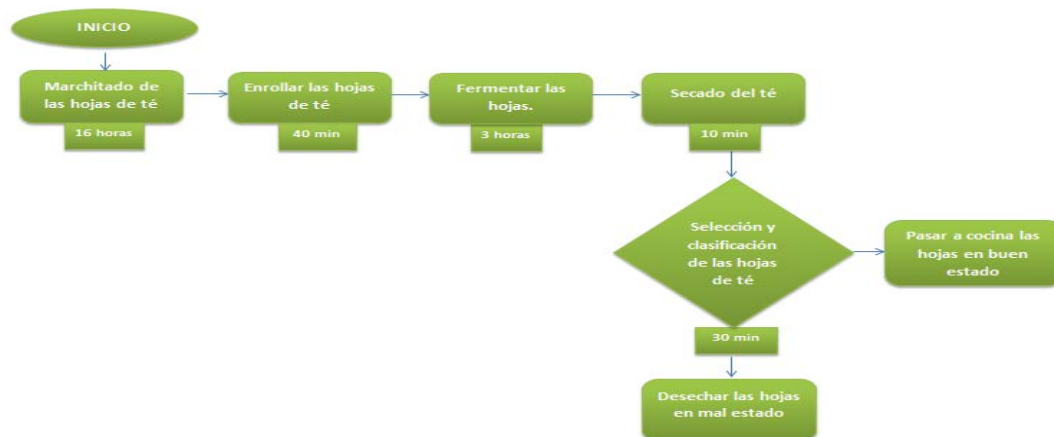 INICIO
Marchitado de
las hojas de té
16 horas
Enrollar las hojas
de té
40 min
Fermentar las
hojas.
3 horas
Secado del té
10 min
Selección y
clasificación
de las hojas
de té
30 min
Pasar a cocina las
hojas en buen
estado
Desechar las hojas
en mal estado